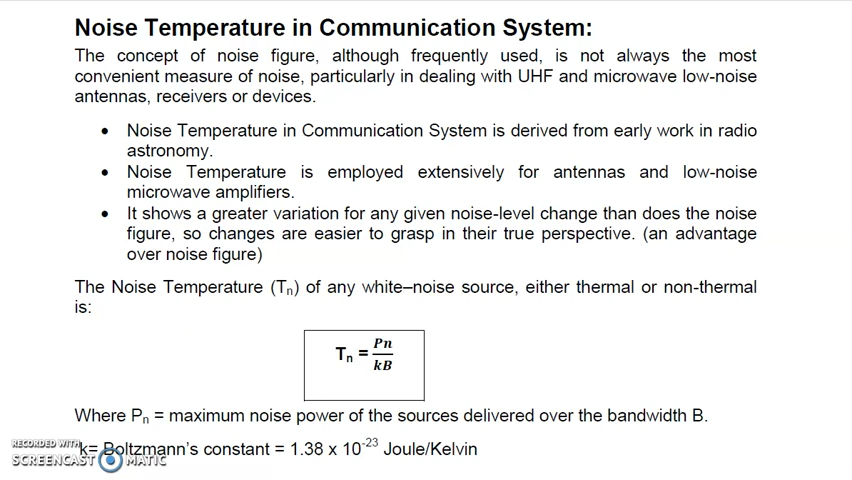 Noise Temperature in Communication System:
The concept of noise figure, although frequently used, is not always the most
convenient measure of noise, particularly in dealing with UHF and microwave low-noise
antennas, receivers or devices.
• Noise Temperature in Communication System is derived from early work in radio
astronomy.
• Noise Temperature is employed extensively for antennas and low-noise
microwave amplifiers.
• It shows a greater variation for any given noise-level change than does the noise
figure, so changes are easier to grasp in their true perspective. (an advantage
over noise figure)
The Noise Temperature (Tn) of any white–noise source, either thermal or non-thermal
is:
Tn = Pn/kB
Where Pn = maximum noise power of the sources delivered over the bandwidth B.
k= Boltzmann's constant = 1.38 x 10^-23 Joule/Kelvin
RECORDED WITH
SCREENCAST MATIC